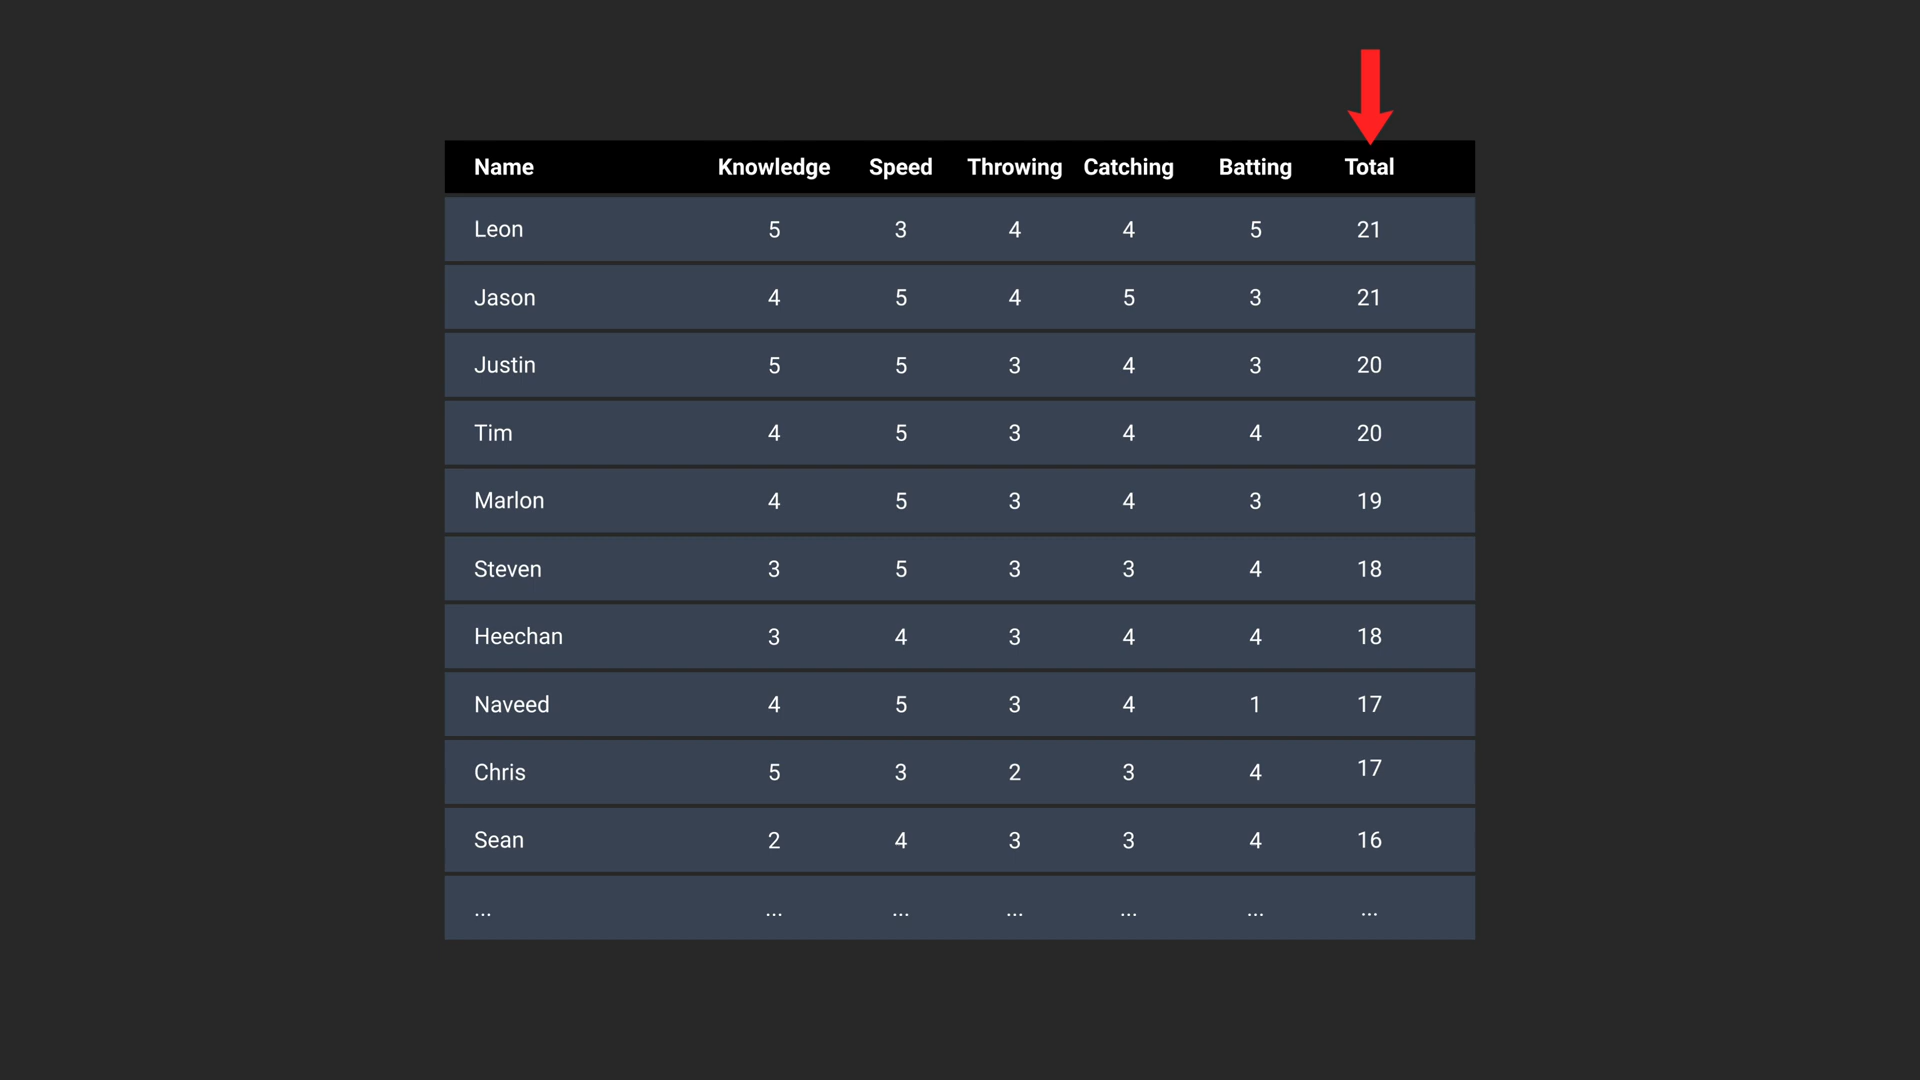 Name Knowledge Speed Throwing Catching Batting Total
Leon 5 3 4 4 5 21
Jason 4 5 4 5 3 21
Justin 5 5 3 4 3 20
Tim 4 5 3 4 4 20
Marlon 4 5 3 4 3 19
Steven 3 5 3 3 4 18
Heechan 3 4 3 4 4 18
Naveed 4 5 3 4 1 17
Chris 5 3 2 3 4 17
Sean 2 4 3 3 4 16
... ... ... ... ... ... ...